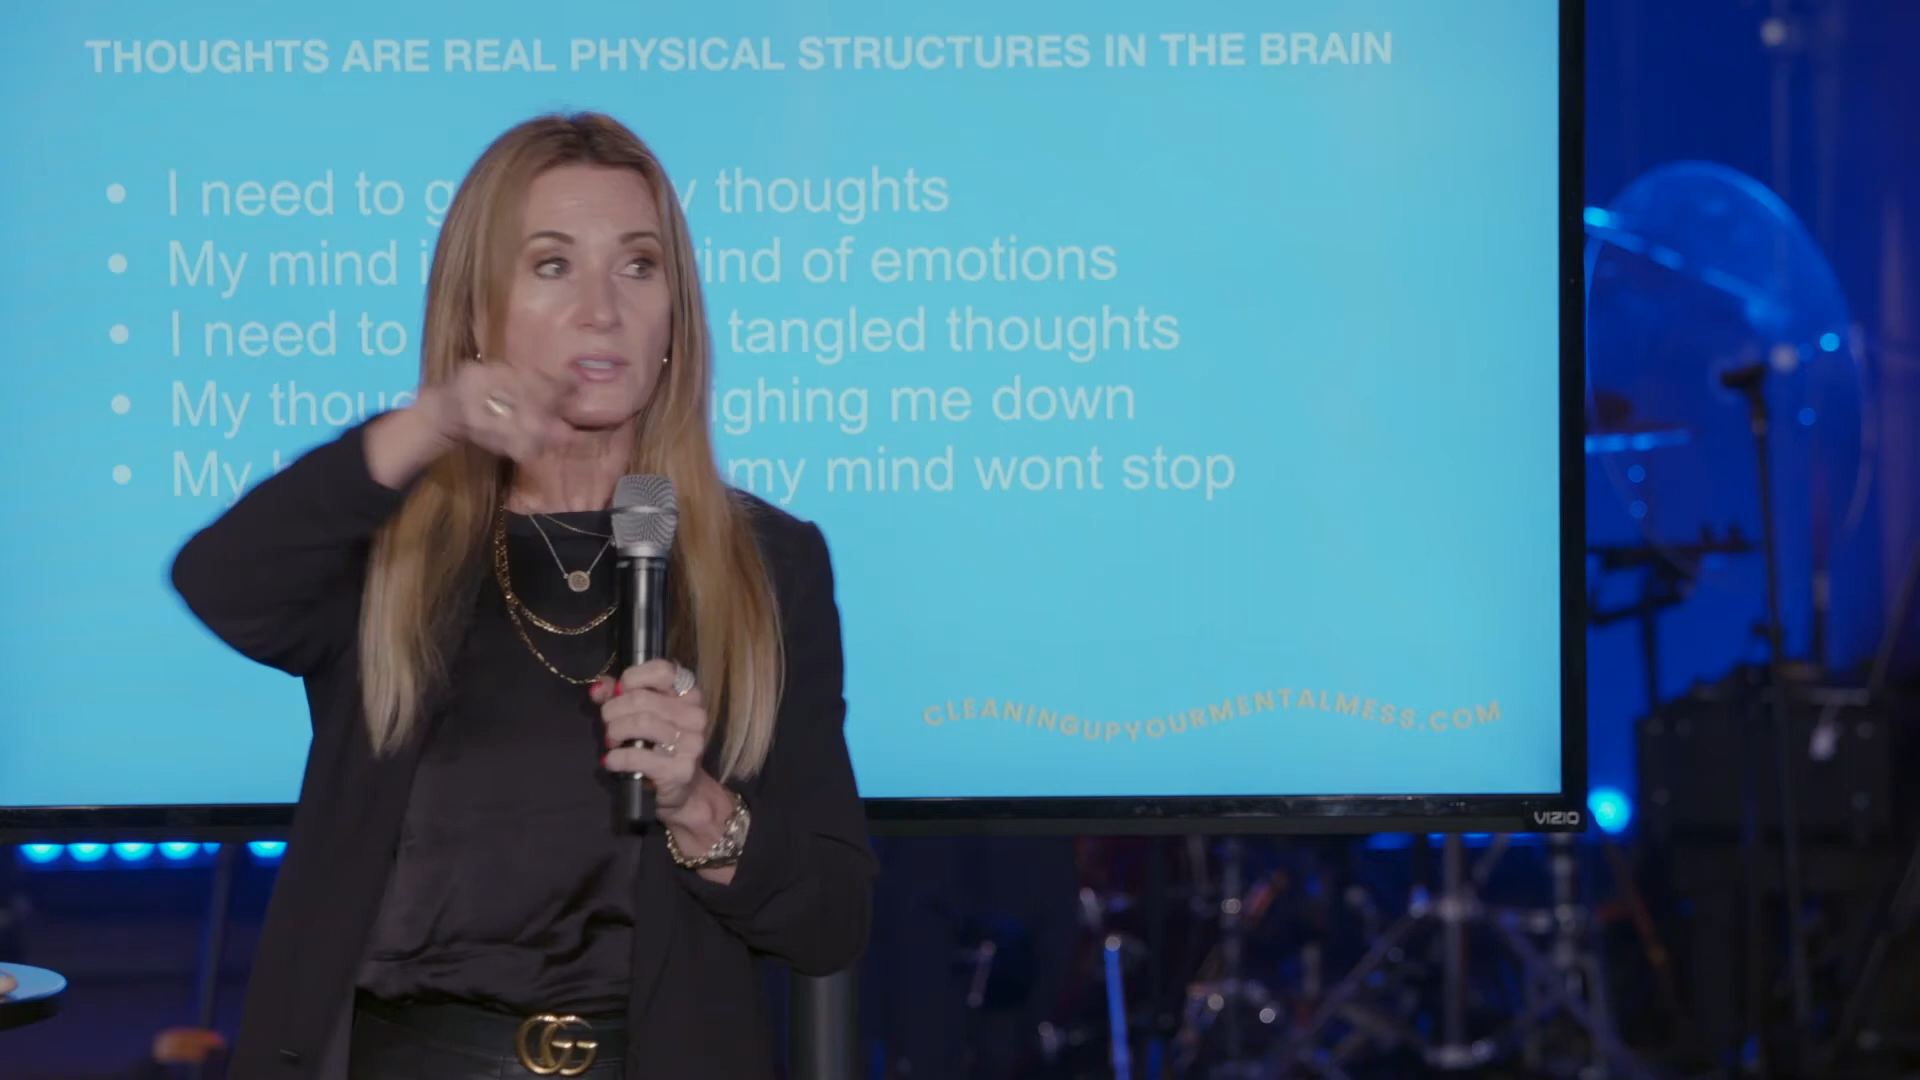 THOUGHTS ARE REAL PHYSICAL STRUCTURES IN THE BRAIN
I need to thoughts
My mind of emotions
I need to tangled thoughts
My me down
My my mind wont stop
CLEANINGUPYOURMENTALMESS.COM
VIZIO